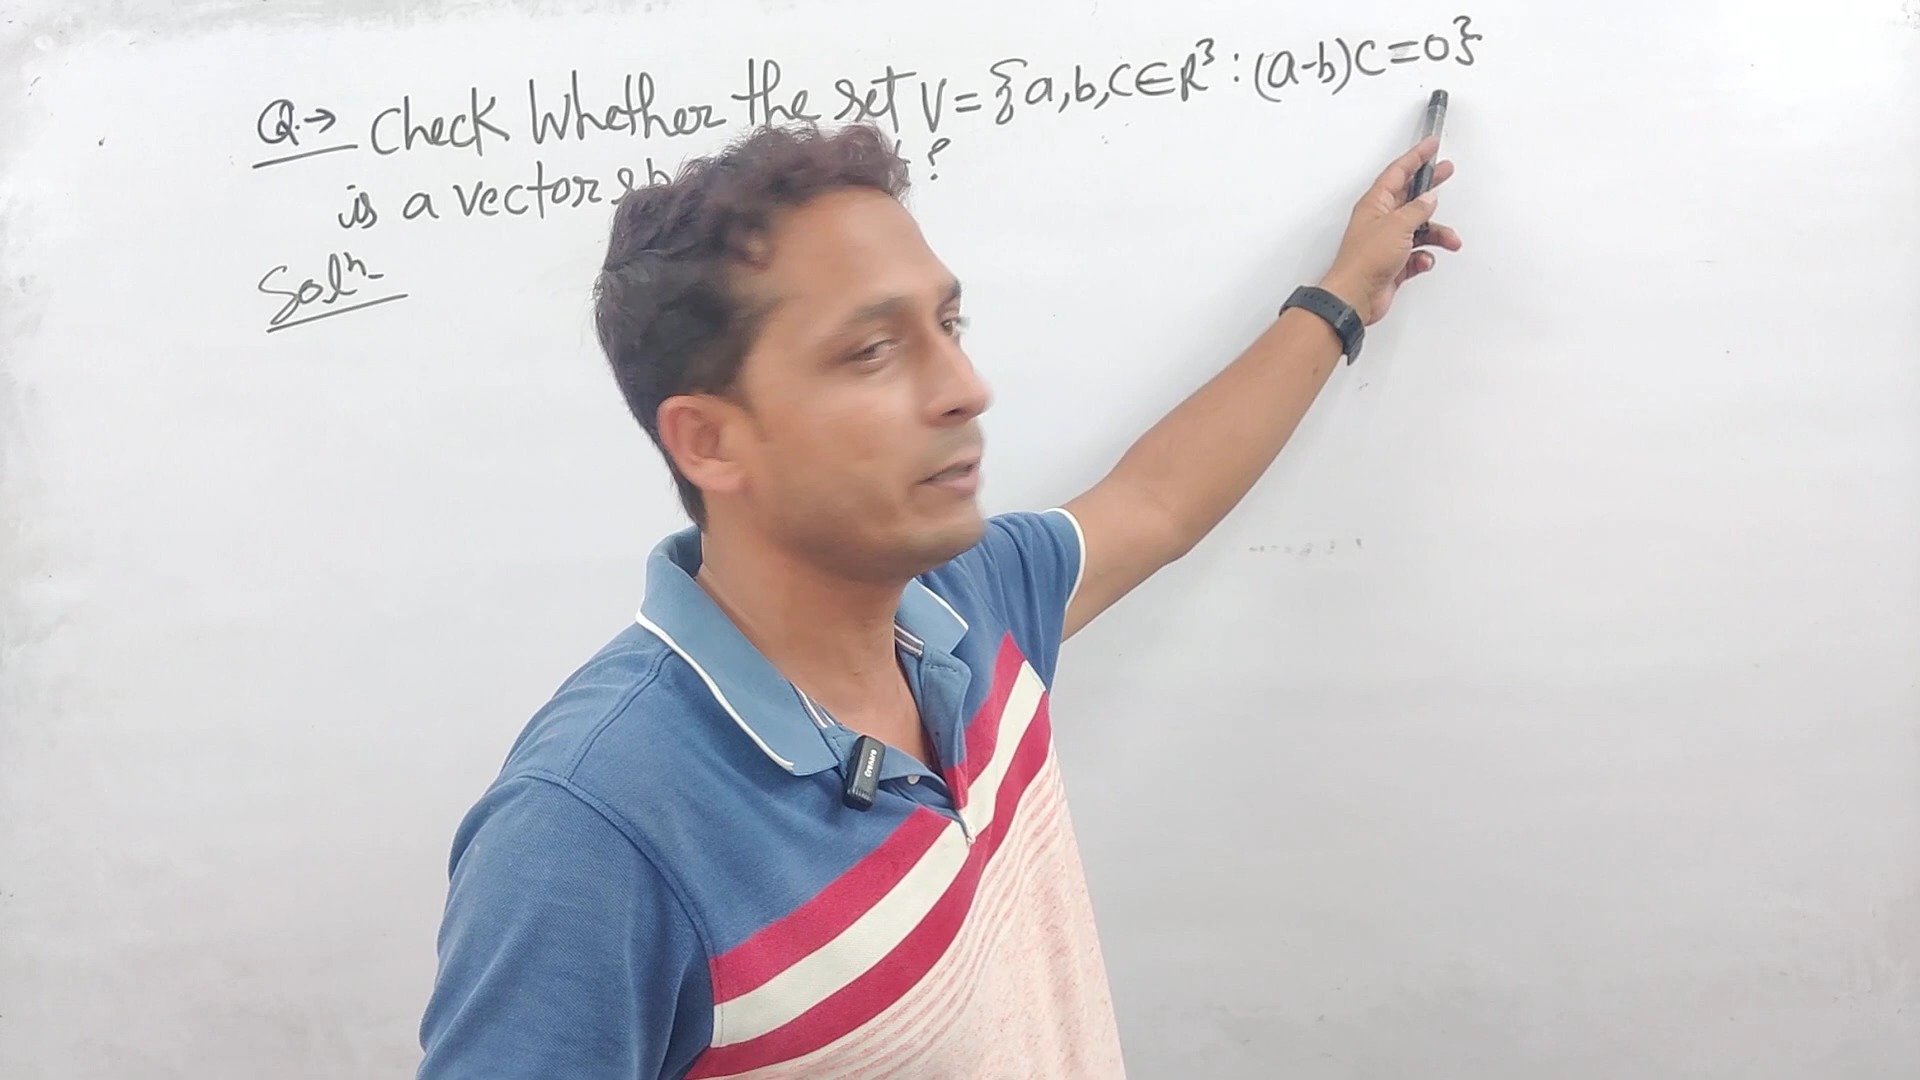 Q.→ Check Whether the set V={a,b,c∈R³:(a-b)c=0}
is a vector ?
Solⁿ-